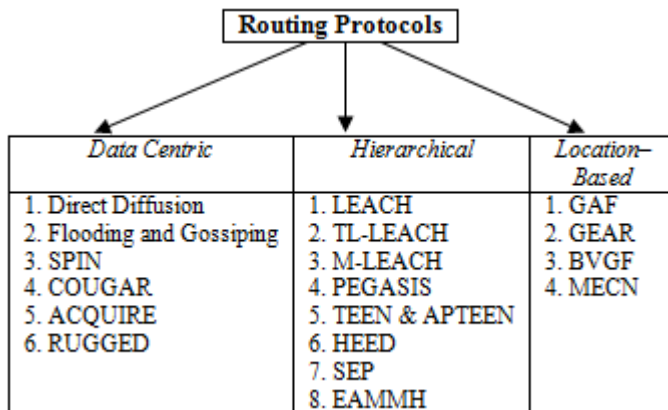 Routing Protocols
Data Centric
Hierarchical
Location–
Based
1. Direct Diffusion
2. Flooding and Gossiping
3. SPIN
4. COUGAR
5. ACQUIRE
6. RUGGED
1. LEACH
2. TL-LEACH
3. M-LEACH
4. PEGASIS
5. TEEN & APTEEN
6. HEED
7. SEP
8. EAMMH
1. GAF
2. GEAR
3. BVGF
4. MECN